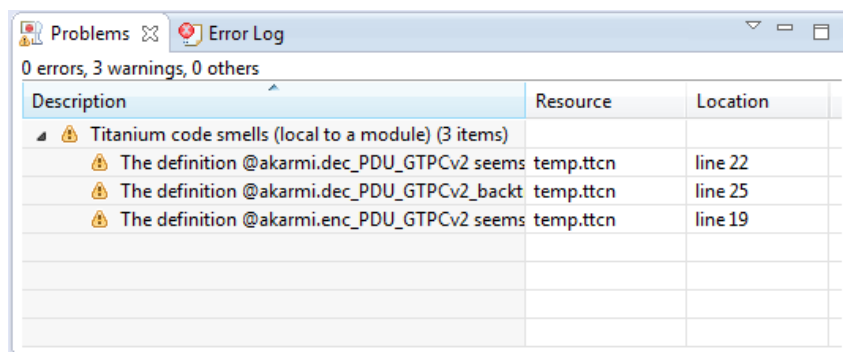 Problems Error Log
0 errors, 3 warnings, 0 others
Description Resource Location
Titanium code smells (local to a module) (3 items)
The definition @akarmi.dec_PDU_GTPCv2 seems temp.ttcn line 22
The definition @akarmi.dec_PDU_GTPCv2_backt temp.ttcn line 25
The definition @akarmi.enc_PDU_GTPCv2 seems temp.ttcn line 19